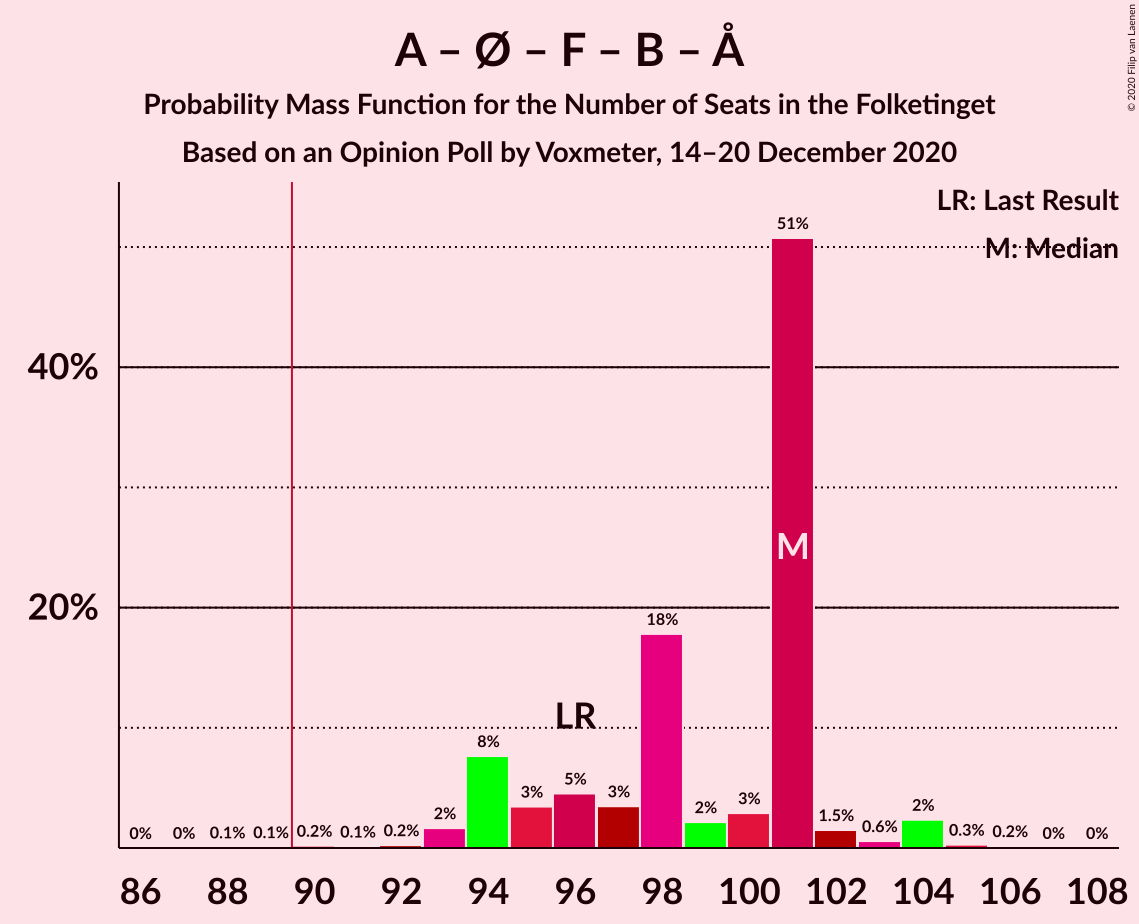 A – Ø – F – B – Å
Probability Mass Function for the Number of Seats in the Folketinget
Based on an Opinion Poll by Voxmeter, 14–20 December 2020
© 2020 Filip van Laenen
LR: Last Result
M: Median
40%
20%
0% 0% 0.1% 0.1% 0.2% 0.1% 0.2% 2% 8% 3% 5% 3% 18% 2% 3% 51% 1.5% 0.6% 2% 0.3% 0.2% 0% 0%
LR
M
86 88 90 92 94 96 98 100 102 104 106 108